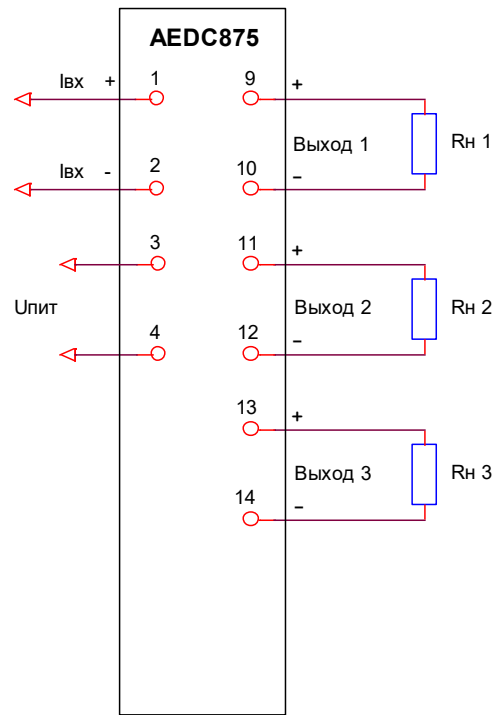 AEDC875
Iвх + 1 9 +
Выход 1 Rн 1
Iвх - 2 10 –
3 11 +
Uпит Выход 2 Rн 2
4 12 –
13 +
Выход 3 Rн 3
14 –